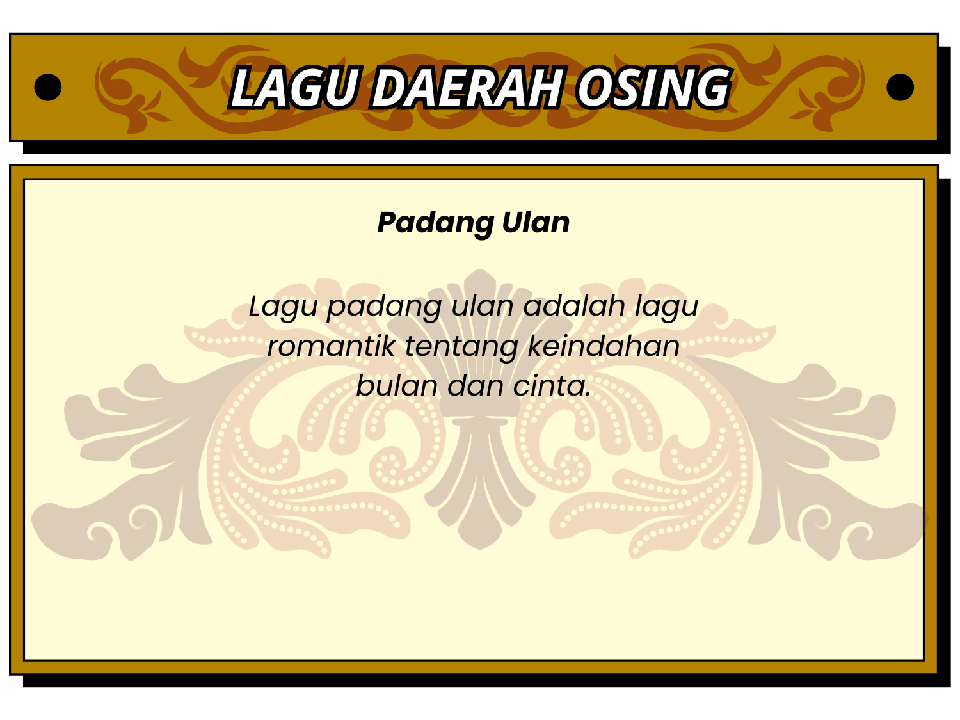 LAGU DAERAH OSING
Padang Ulan
Lagu padang ulan adalah lagu
romantik tentang keindahan
bulan dan cinta.